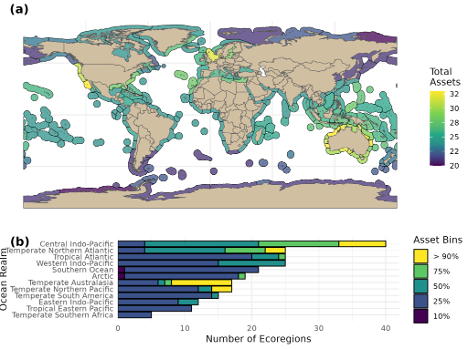 (a)
Total
Assets
32
30
28
25
22
20
(b)
Ocean Realm
Central Indo-Pacific
Temperate Northern Atlantic
Tropical Atlantic
Western Indo-Pacific
Southern Ocean
Arctic
Temperate Australasia
Temperate Northern Pacific
Temperate South America
Eastern Indo-Pacific
Tropical Eastern Pacific
Temperate Southern Africa
0 10 20 30 40
Number of Ecoregions
Asset Bins
> 90%
75%
50%
25%
10%